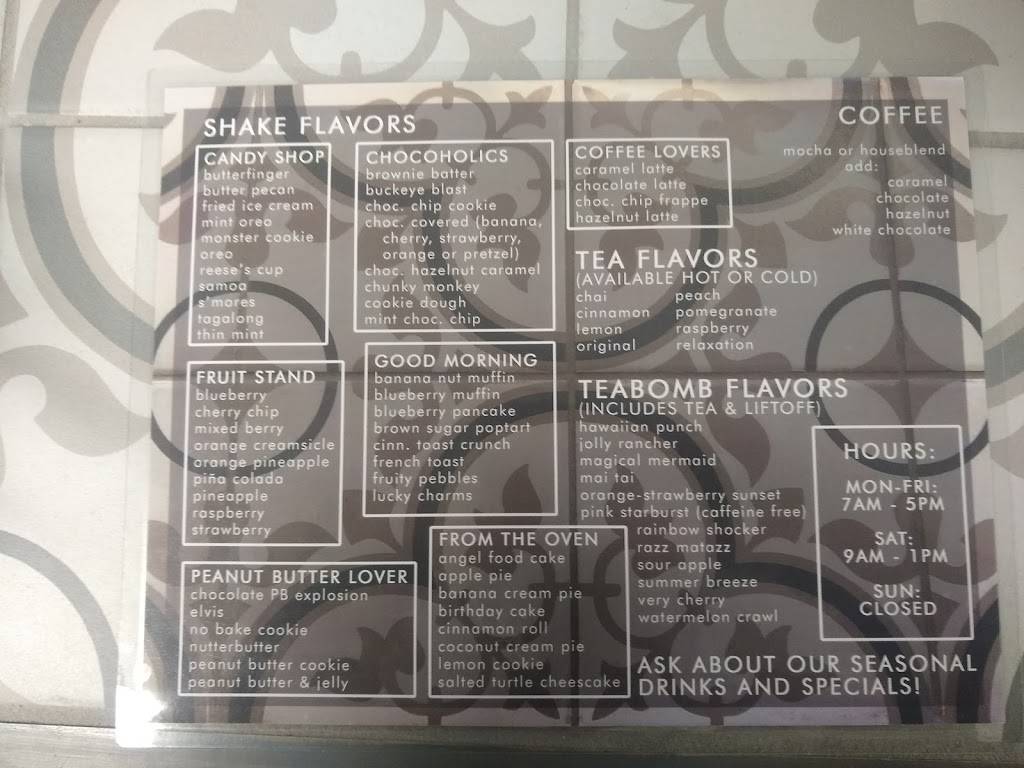 SHAKE FLAVORS
CANDY SHOP
butterfinger
butter pecan
fried ice cream
mint oreo
monster cookie
oreo
reese's cup
samoa
s'mores
tagalong
thin mint
FRUIT STAND
blueberry
cherry chip
mixed berry
orange creamsicle
orange pineapple
piña colada
pineapple
raspberry
strawberry
PEANUT BUTTER LOVER
chocolate PB explosion
elvis
no bake cookie
nutterbutter
peanut butter cookie
peanut butter & jelly
CHOCOHOLICS
brownie batter
buckeye blast
choc. chip cookie
choc. covered (banana,
cherry, strawberry,
orange or pretzel)
choc. hazelnut caramel
chunky monkey
cookie dough
mint choc. chip
GOOD MORNING
banana nut muffin
blueberry muffin
blueberry pancake
brown sugar poptart
cinn. toast crunch
french toast
fruity pebbles
lucky charms
FROM THE OVEN
angel food cake
apple pie
banana cream pie
birthday cake
cinnamon roll
coconut cream pie
lemon cookie
salted turtle cheescake
COFFEE LOVERS
caramel latte
chocolate latte
choc. chip frappe
hazelnut latte
COFFEE
mocha or houseblend
add:
caramel
chocolate
hazelnut
white chocolate
TEA FLAVORS
(AVAILABLE HOT OR COLD)
chai peach
cinnamon pomegranate
lemon raspberry
original relaxation
TEABOMB FLAVORS
(INCLUDES TEA & LIFTOFF)
hawaiian punch
jolly rancher
magical mermaid
mai tai
orange-strawberry sunset
pink starburst (caffeine free)
rainbow shocker
razz matazz
sour apple
summer breeze
very cherry
watermelon crawl
HOURS:
MON-FRI:
7AM - 5PM
SAT:
9AM - 1PM
SUN:
CLOSED
ASK ABOUT OUR SEASONAL
DRINKS AND SPECIALS!